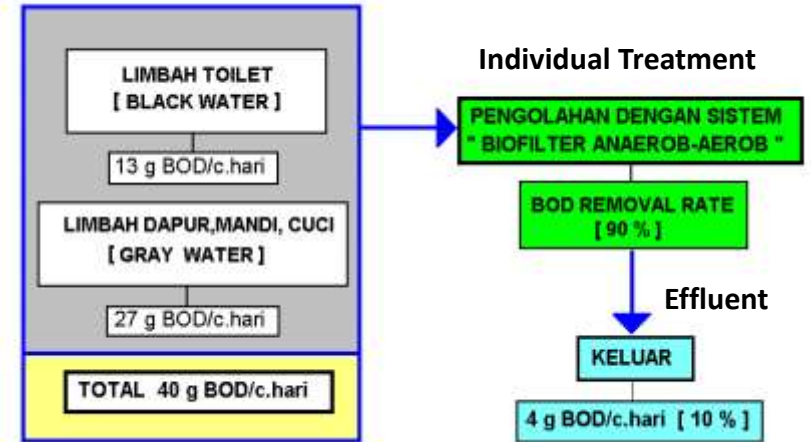 LIMBAH TOILET
[ BLACK WATER ]
13 g BOD/c.hari
LIMBAH DAPUR,MANDI, CUCI
[ GRAY WATER ]
27 g BOD/c.hari
TOTAL 40 g BOD/c.hari
Individual Treatment
PENGOLAHAN DENGAN SISTEM
" BIOFILTER ANAEROB-AEROB "
BOD REMOVAL RATE
[ 90 % ]
Effluent
KELUAR
4 g BOD/c.hari [ 10 % ]